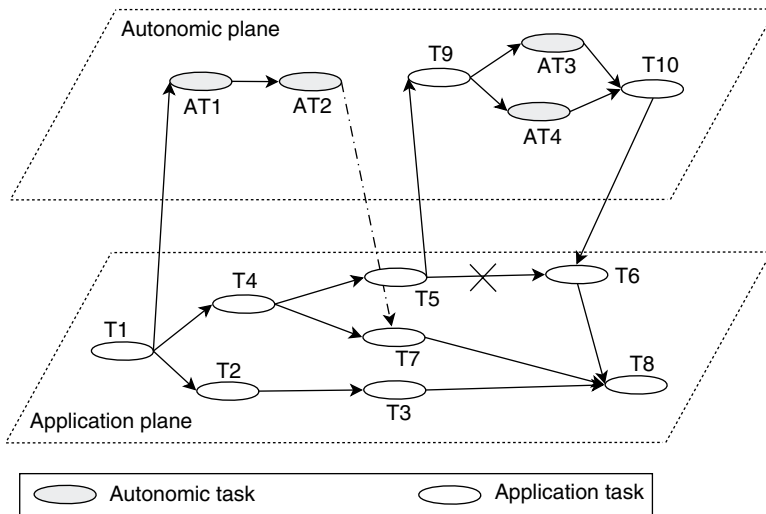 Autonomic plane
T9
AT3
T10
AT1
AT2
AT4
T4
T5
T6
T1
T7
T2
T8
T3
Application plane
Autonomic task
Application task